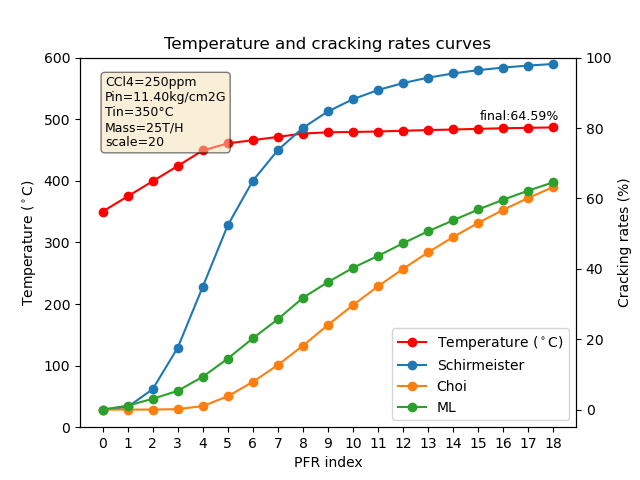 Temperature and cracking rates curves
CCl4=250ppm
Pin=11.40kg/cm2G
Tin=350°C
Mass=25T/H
scale=20
final:64.59%
600
500
400
300
200
100
0
Temperature (°C)
100
80
60
40
20
0
Cracking rates (%)
Temperature (°C)
Schirmeister
Choi
ML
0 1 2 3 4 5 6 7 8 9 10 11 12 13 14 15 16 17 18
PFR index